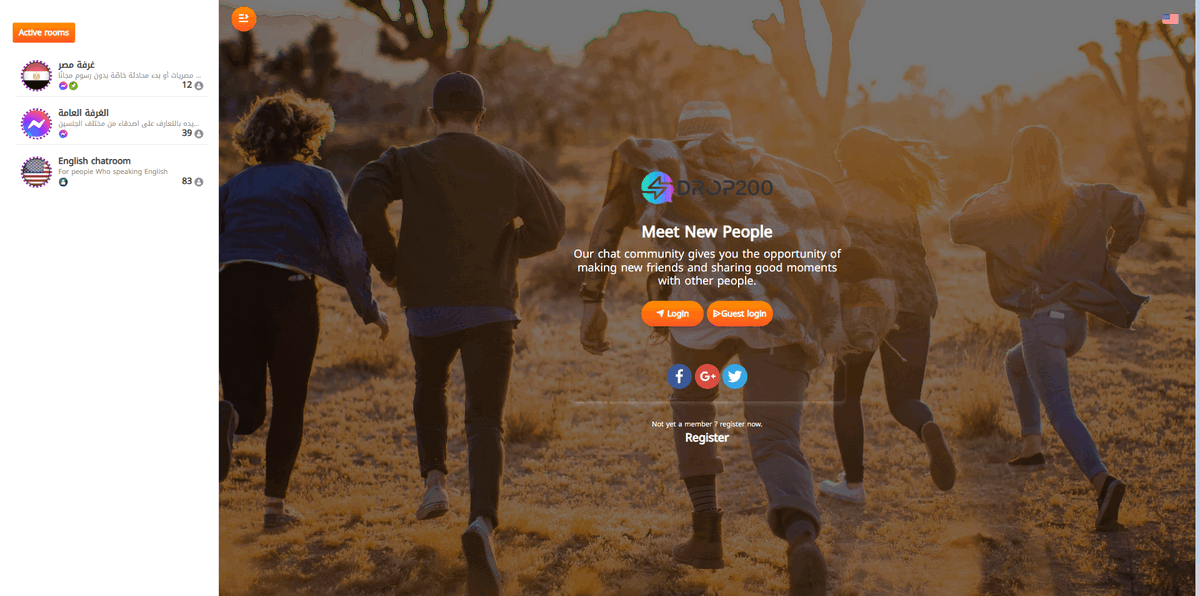 Active rooms
غرفة مصر
... مصريات أو بدء محادثة خاصّة بدون رسوم مجانًا
12
الغرفة العامة
...يده بالتعارف على اصدقاء من مختلف الجنسين
39
English chatroom
For people Who speaking English
83
DROP200
Meet New People
Our chat community gives you the opportunity of
making new friends and sharing good moments
with other people.
Login
Guest login
Not yet a member ? register now.
Register